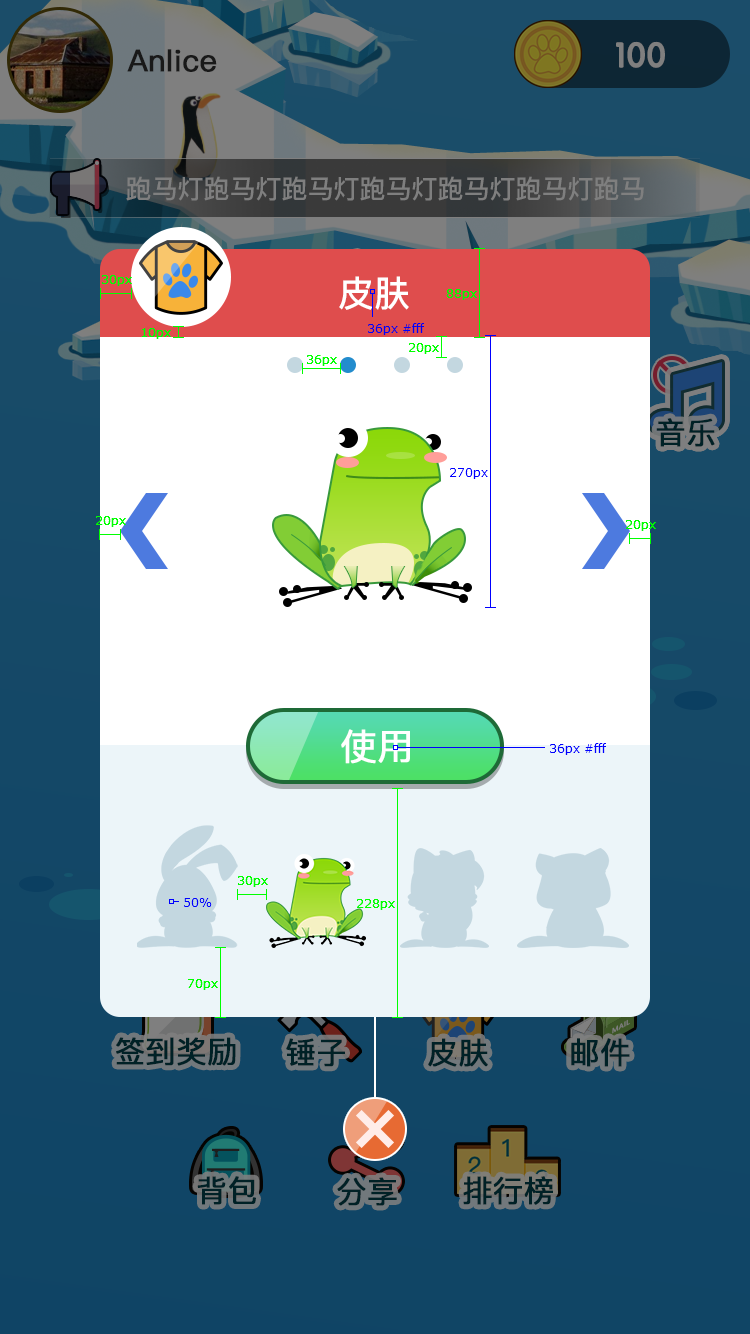 Anlice
100
跑马灯跑马灯跑马灯跑马灯跑马灯跑马灯跑马
30px
皮肤
88px
10px
36px #fff
20px
36px
音乐
270px
20px
20px
使用
36px #fff
30px
50%
228px
70px
MAIL
签到奖励
锤子
皮肤
邮件
1
2
背包
分享
排行榜